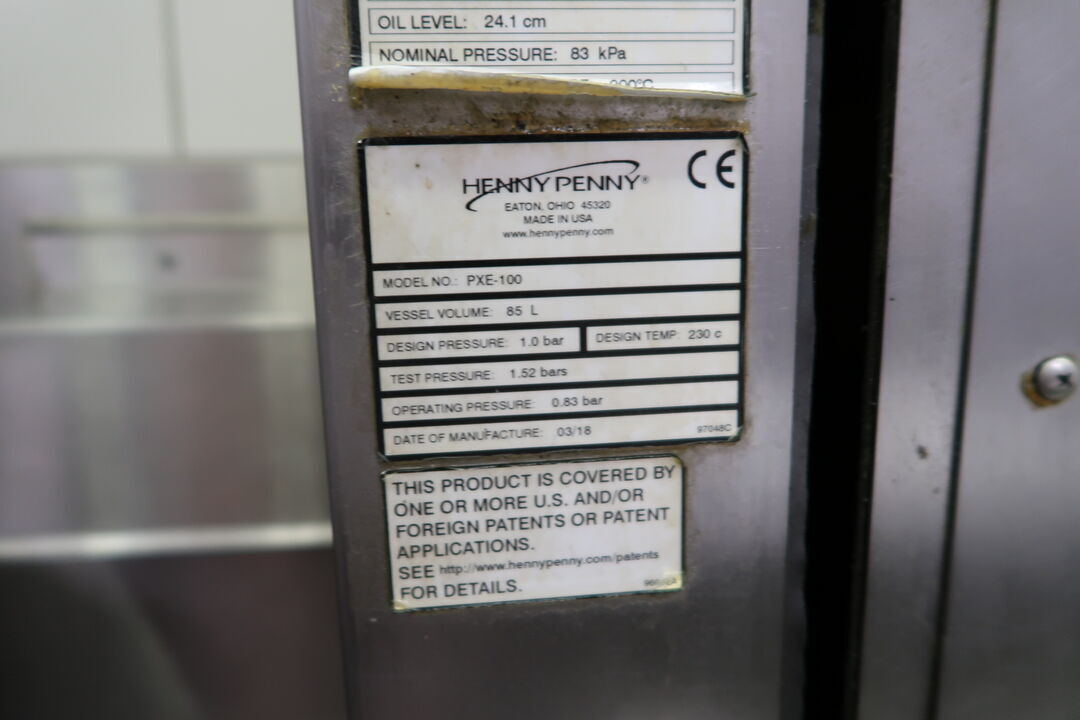 OIL LEVEL: 24.1 cm
NOMINAL PRESSURE: 83 kPa
HENNY PENNY®
CE
EATON, OHIO 45320
MADE IN USA
www.hennypenny.com
MODEL NO.: PXE-100
VESSEL VOLUME: 85 L
DESIGN PRESSURE: 1.0 bar
DESIGN TEMP: 230 c
TEST PRESSURE: 1.52 bars
OPERATING PRESSURE: 0.83 bar
DATE OF MANUFACTURE: 03/18
97048C
THIS PRODUCT IS COVERED BY
ONE OR MORE U.S. AND/OR
FOREIGN PATENTS OR PATENT
APPLICATIONS.
SEE http://www.hennypenny.com/patents
FOR DETAILS.